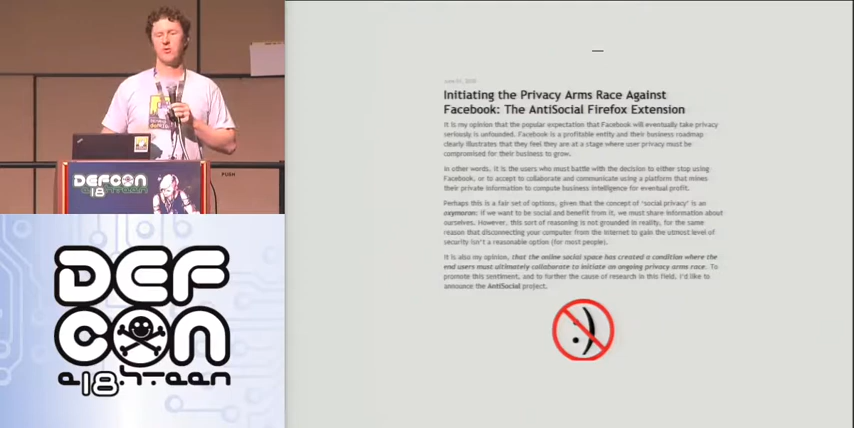 DEFCON
18
PUSH
DEF
CON
e18.hteen
June 01, 2010
Initiating the Privacy Arms Race Against
Facebook: The AntiSocial Firefox Extension
It is my opinion that the popular expectation that Facebook will eventually take privacy
seriously is unfounded. Facebook is a profitable entity and their business roadmap
clearly illustrates that they feel they are at a stage where user privacy must be
compromised for their business to grow.
In other words, it is the users who must battle with the decision to either stop using
Facebook, or to accept to collaborate and communicate using a platform that mines
their private information to compute business intelligence for eventual profit.
Perhaps this is a fair set of options, given that the concept of 'social privacy' is an
oxymoron: if we want to be social and benefit from it, we must share information about
ourselves. However, this sort of reasoning is not grounded in reality, for the same
reason that disconnecting your computer from the internet to gain the utmost level of
security isn't a reasonable option (for most people).
It is also my opinion, that the online social space has created a condition where the
end users must ultimately collaborate to initiate an ongoing privacy arms race. To
promote this sentiment, and to further the cause of research in this field, I'd like to
announce the AntiSocial project.